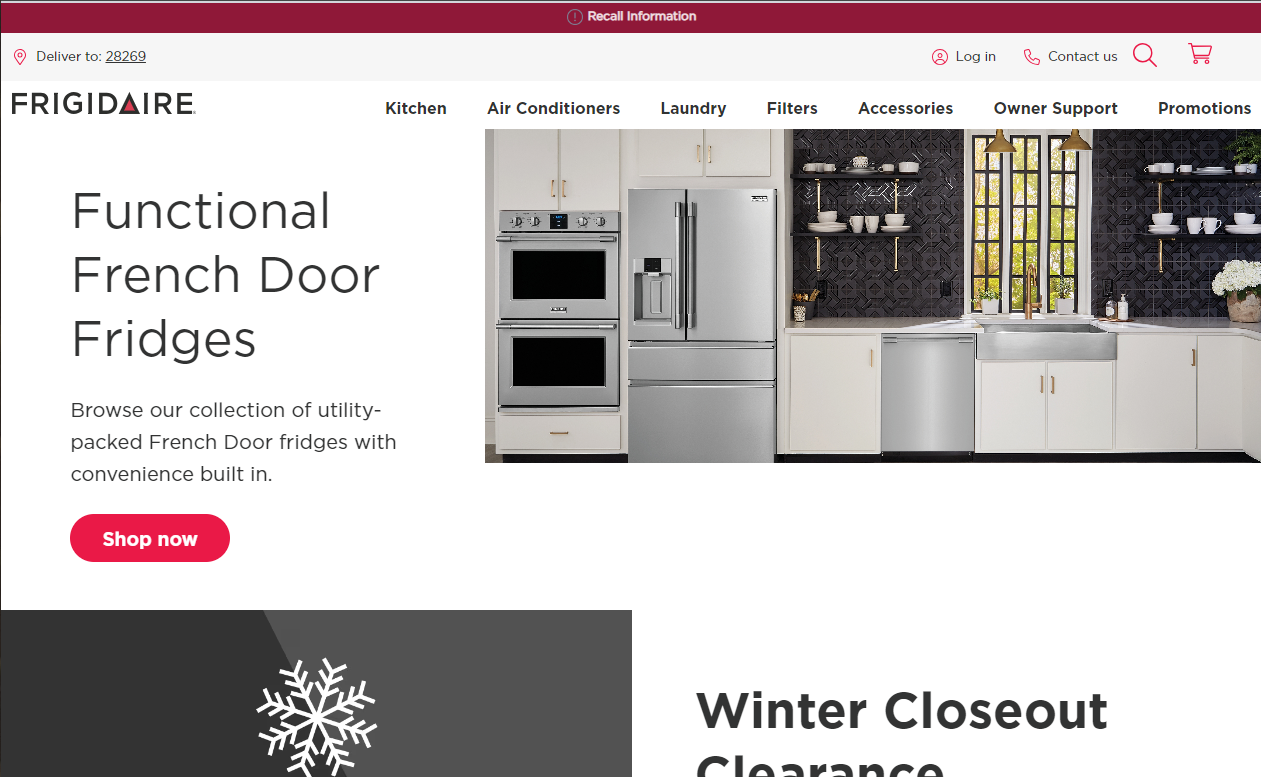 Recall Information
Deliver to: 28269
Log in
Contact us
FRIGIDAIRE
Kitchen
Air Conditioners
Laundry
Filters
Accessories
Owner Support
Promotions
Functional
French Door
Fridges
Browse our collection of utility-
packed French Door fridges with
convenience built in.
Shop now
Winter Closeout
Clearance